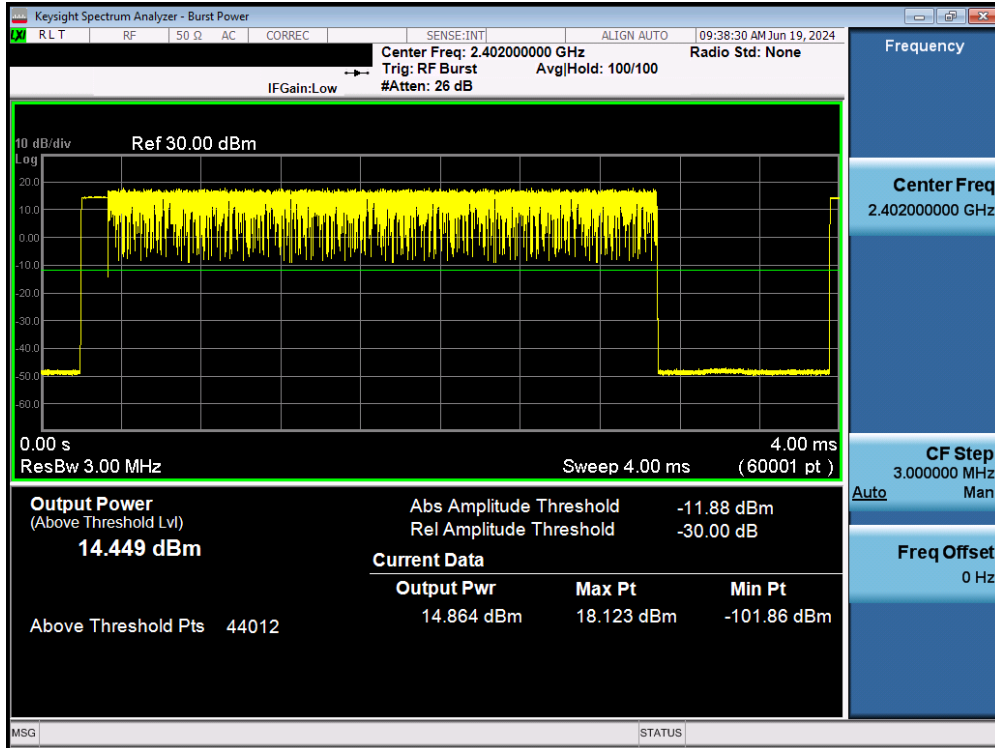 Keysight Spectrum Analyzer - Burst Power
LXI RLT RF 50 Ω AC CORREC SENSE:INT ALIGN AUTO 09:38:30 AM Jun 19, 2024
Center Freq: 2.402000000 GHz Radio Std: None
Trig: RF Burst Avg|Hold: 100/100
IFGain:Low #Atten: 26 dB
Frequency
10 dB/div Ref 30.00 dBm
Log
20.0
10.0
0.00
-10.0
-20.0
-30.0
-40.0
-50.0
-60.0
0.00 s 4.00 ms
ResBw 3.00 MHz Sweep 4.00 ms (60001 pt)
Center Freq
2.402000000 GHz
CF Step
3.000000 MHz
Auto Man
Freq Offset
0 Hz
Output Power
(Above Threshold Lvl)
14.449 dBm
Above Threshold Pts 44012
Abs Amplitude Threshold -11.88 dBm
Rel Amplitude Threshold -30.00 dB
Current Data
Output Pwr Max Pt Min Pt
14.864 dBm 18.123 dBm -101.86 dBm
MSG STATUS